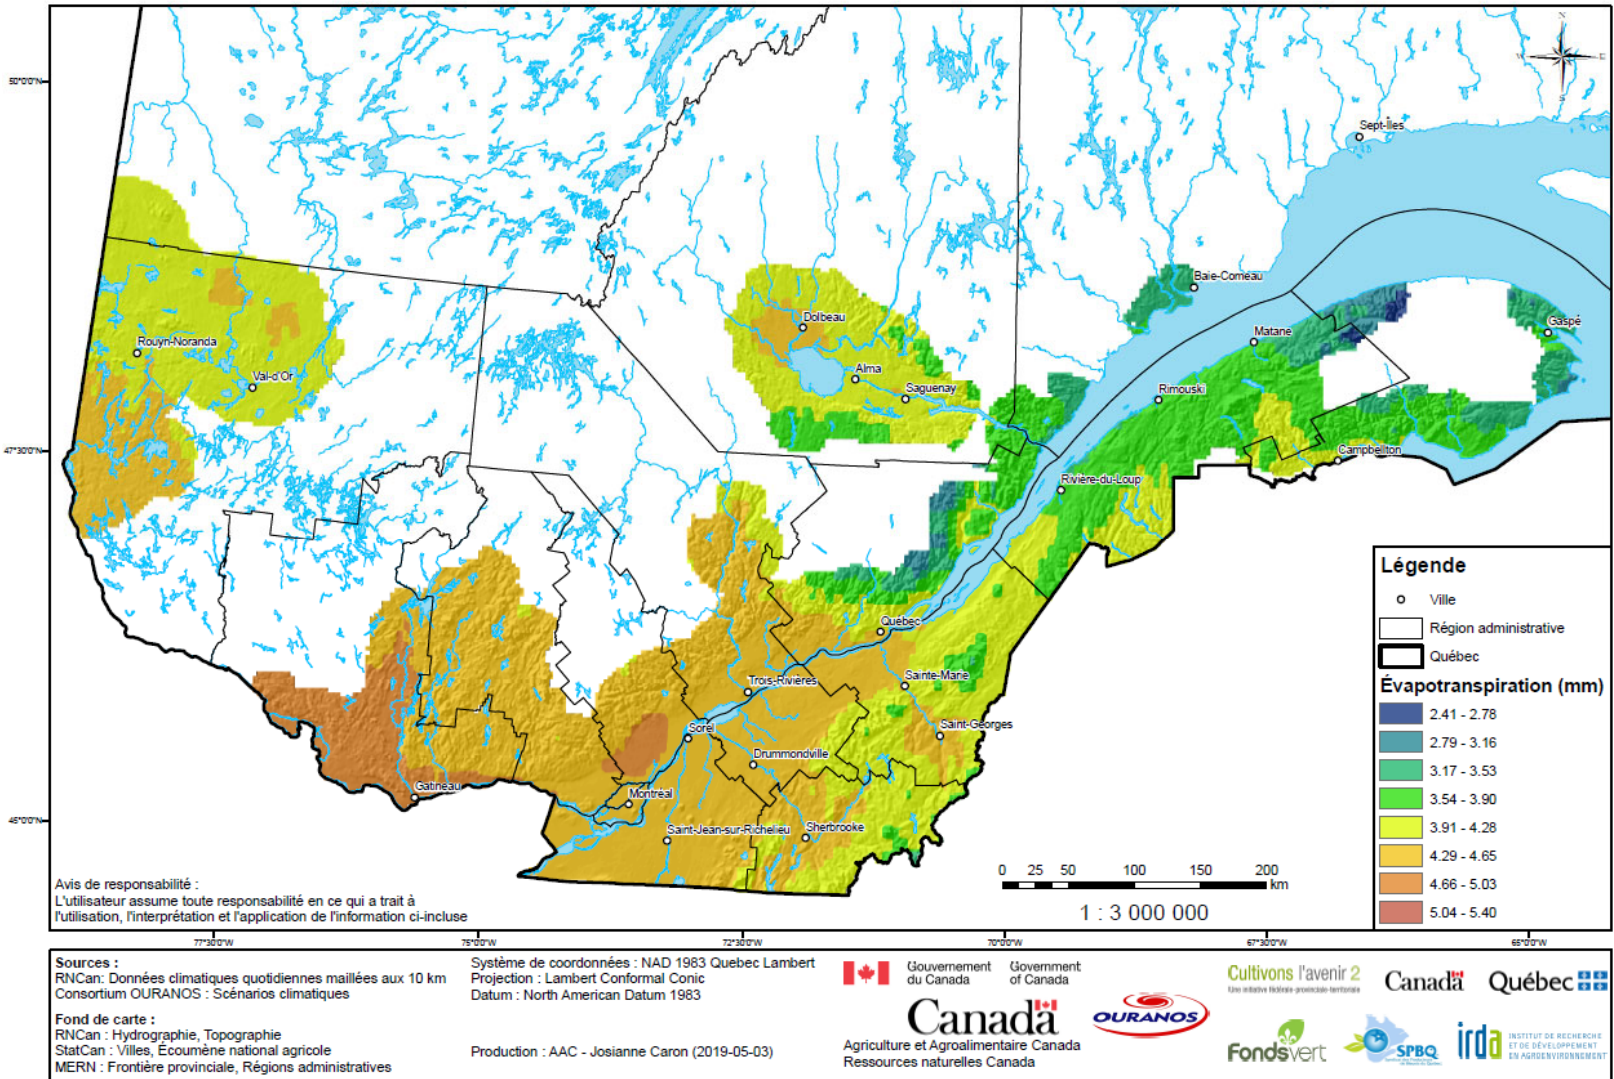 N
W
E
S
50°0'0"N
47°30'0"N
45°0'0"N
Sept-Îles
Baie-Comeau
Matane
Gaspé
Rimouski
Campbellton
Rivière-du-Loup
Dolbeau
Alma
Saguenay
Rouyn-Noranda
Val-d'Or
Québec
Sainte-Marie
Saint-Georges
Trois-Rivières
Sorel
Drummondville
Montréal
Gatineau
Saint-Jean-sur-Richelieu
Sherbrooke
Légende
Ville
Région administrative
Québec
Évapotranspiration (mm)
2.41 - 2.78
2.79 - 3.16
3.17 - 3.53
3.54 - 3.90
3.91 - 4.28
4.29 - 4.65
4.66 - 5.03
5.04 - 5.40
0 25 50 100 150 200
km
1 : 3 000 000
Avis de responsabilité :
L'utilisateur assume toute responsabilité en ce qui a trait à
l'utilisation, l'interprétation et l'application de l'information ci-incluse
77°30'0"W 75°0'0"W 72°30'0"W 70°0'0"W 67°30'0"W 65°0'0"W
Sources :
RNCan: Données climatiques quotidiennes maillées aux 10 km
Consortium OURANOS : Scénarios climatiques
Fond de carte :
RNCan : Hydrographie, Topographie
StatCan : Villes, Écoumène national agricole
MERN : Frontière provinciale, Régions administratives
Système de coordonnées : NAD 1983 Quebec Lambert
Projection : Lambert Conformal Conic
Datum : North American Datum 1983
Production : AAC - Josianne Caron (2019-05-03)
Gouvernement
du Canada
Government
of Canada
Canada
Agriculture et Agroalimentaire Canada
Ressources naturelles Canada
OURANOS
Cultivons l'avenir 2
Une initiative fédérale-provinciale-territoriale
Canada
Québec
Fondsvert
SPBQ
irda
INSTITUT DE RECHERCHE
ET DE DÉVELOPPEMENT
EN AGROENVIRONNEMENT